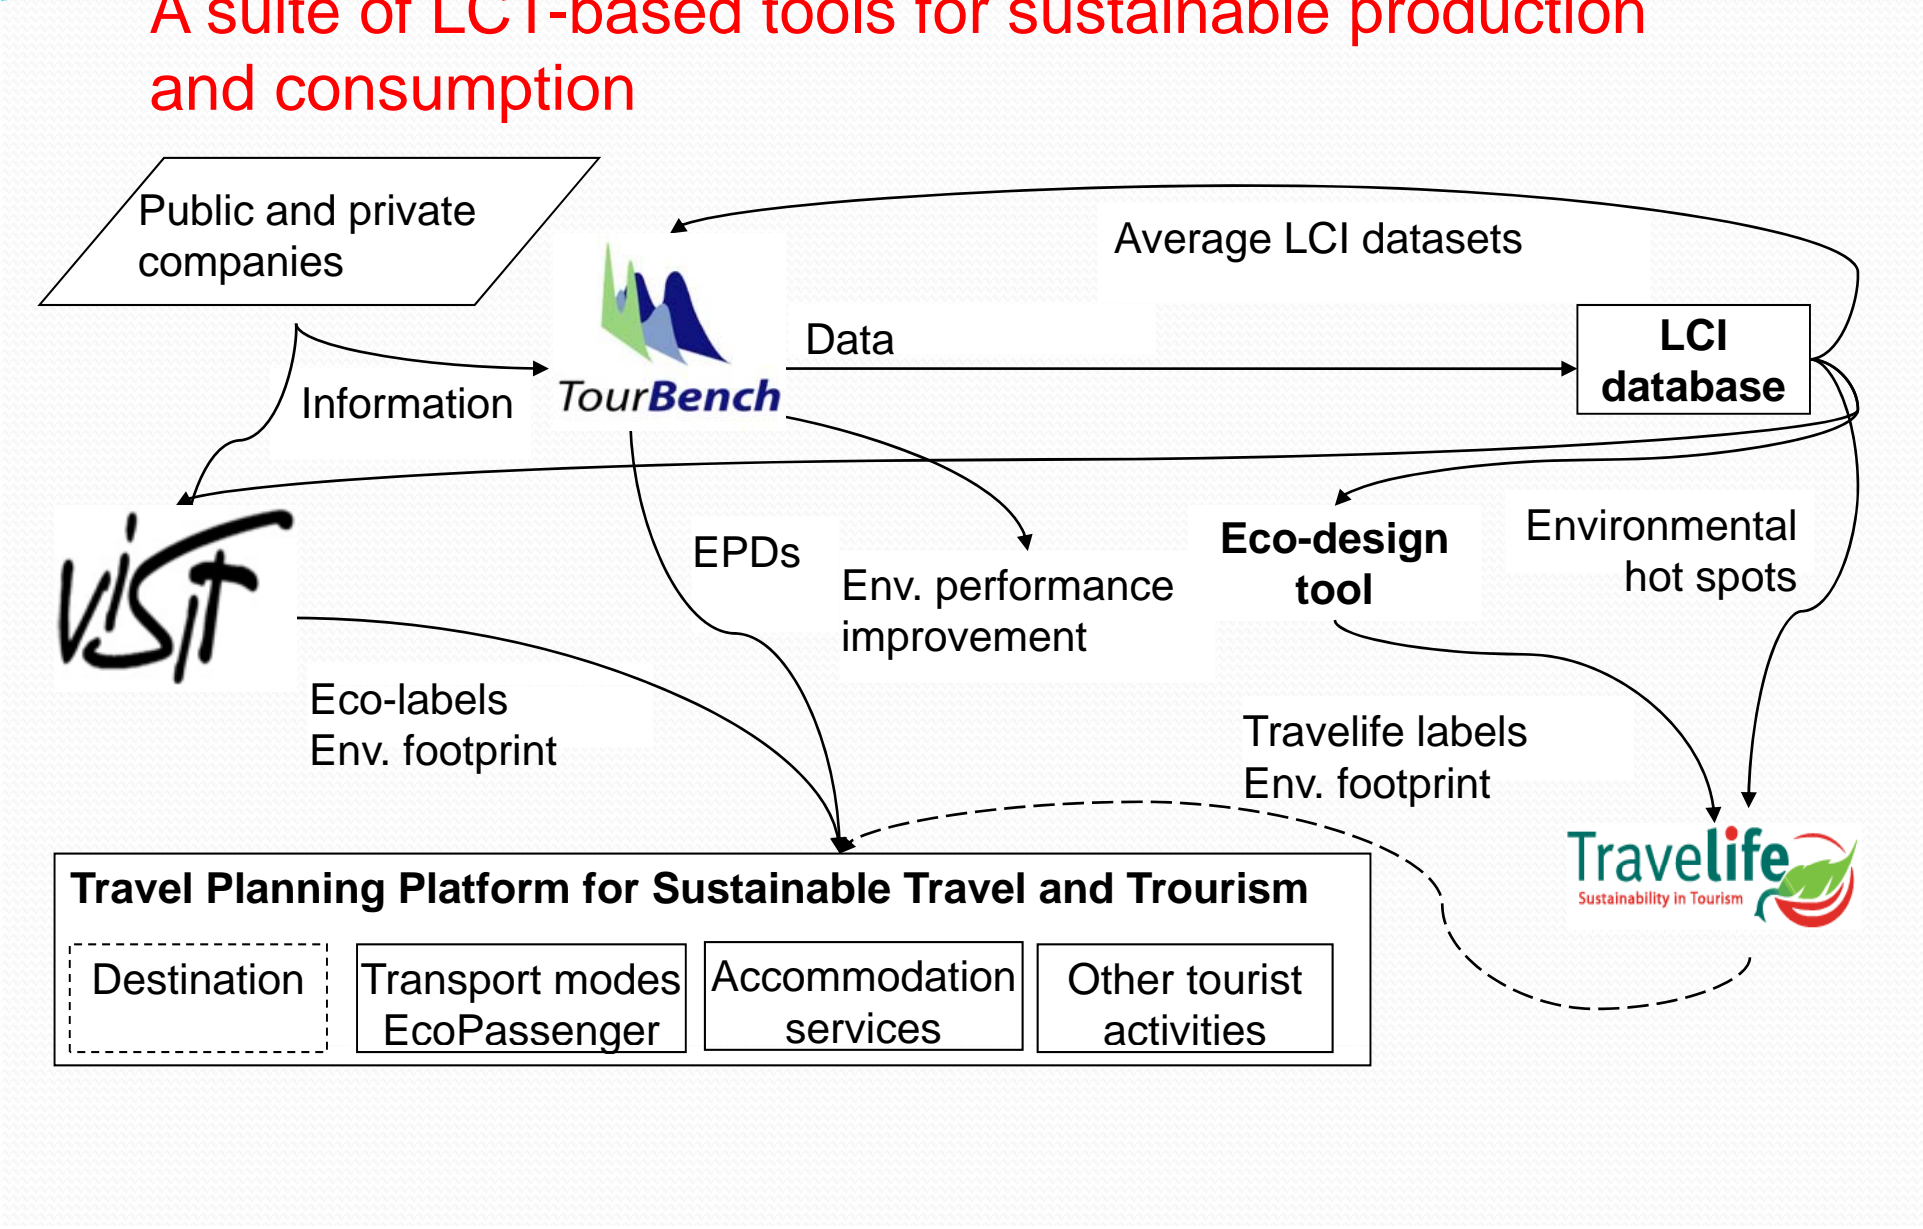 A suite of LCT-based tools for sustainable production
and consumption
Public and private
companies
Average LCI datasets
Data
LCI
database
TourBench
Information
ViSiT
EPDs
Env. performance
improvement
Eco-design
tool
Environmental
hot spots
Eco-labels
Env. footprint
Travelife labels
Env. footprint
Travelife
Sustainability in Tourism
Travel Planning Platform for Sustainable Travel and Trourism
Destination
Transport modes
EcoPassenger
Accommodation
services
Other tourist
activities